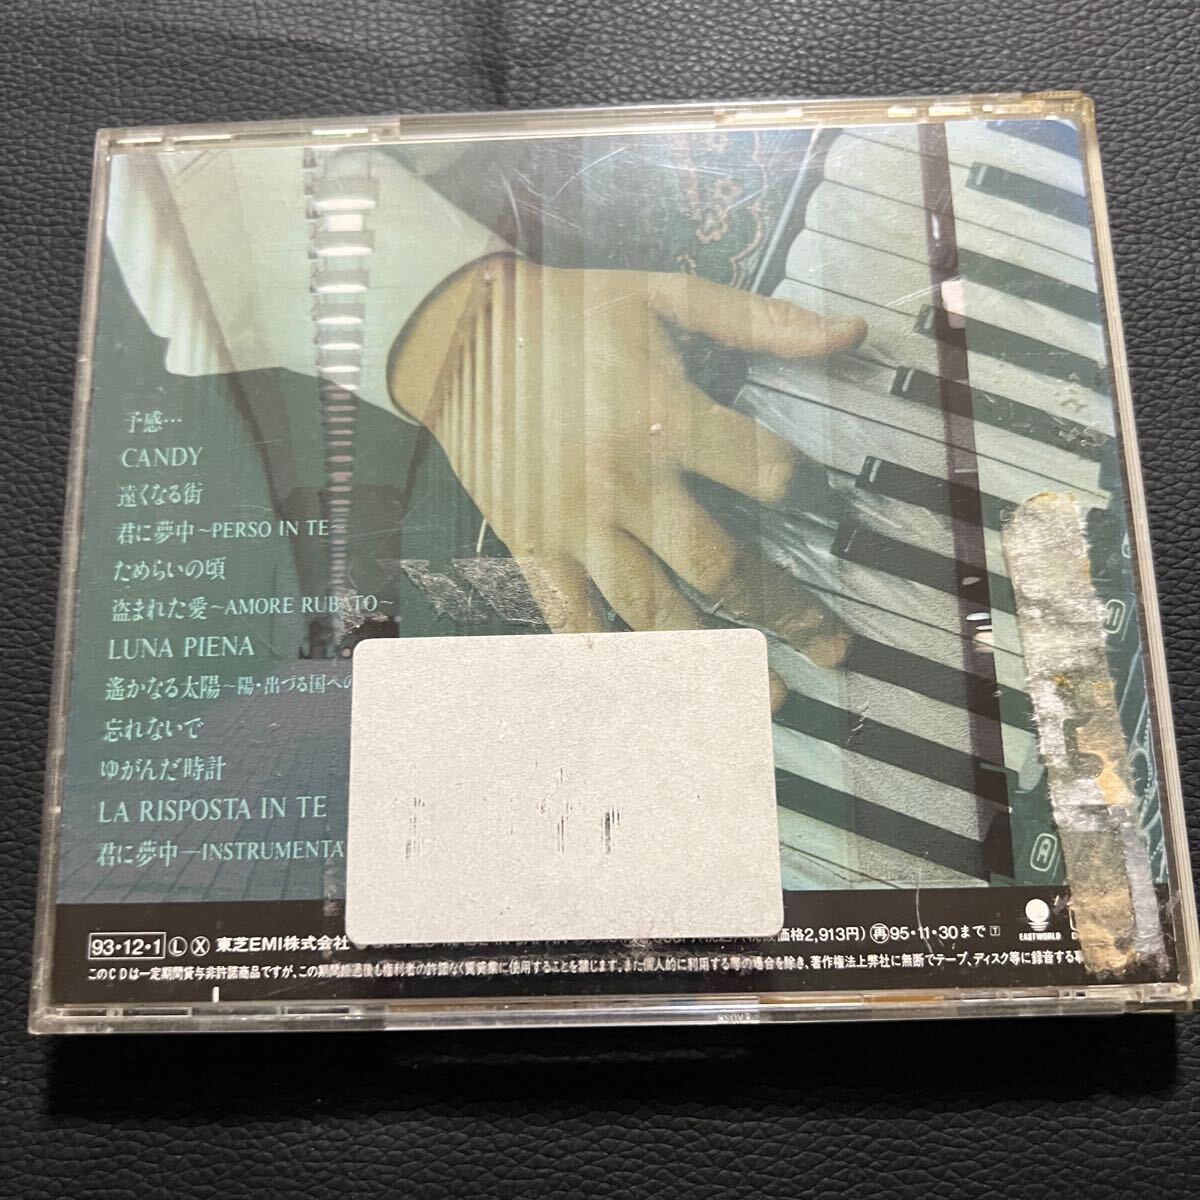 予感…
CANDY
遠くなる街
君に夢中～PERSO IN TE～
ためらいの頃
盗まれた愛～AMORE RUBATO～
LUNA PIENA
遙かなる太陽～陽・出づる国への
忘れないで
ゆがんだ時計
LA RISPOSTA IN TE
君に夢中—INSTRUMENTA
93・12・1 Ⓛ Ⓧ 東芝EMI株式会社 価格2,913円) 再 95・11・30まで
EASTWORLD
このCDは一定期間貸与非許諾商品ですが、この期間経過後も権利者の許諾なく賃貸業に使用することを禁じます。また個人的に利用する等の場合を除き、著作権法上弊社に無断でテープ、ディスク等に録音する